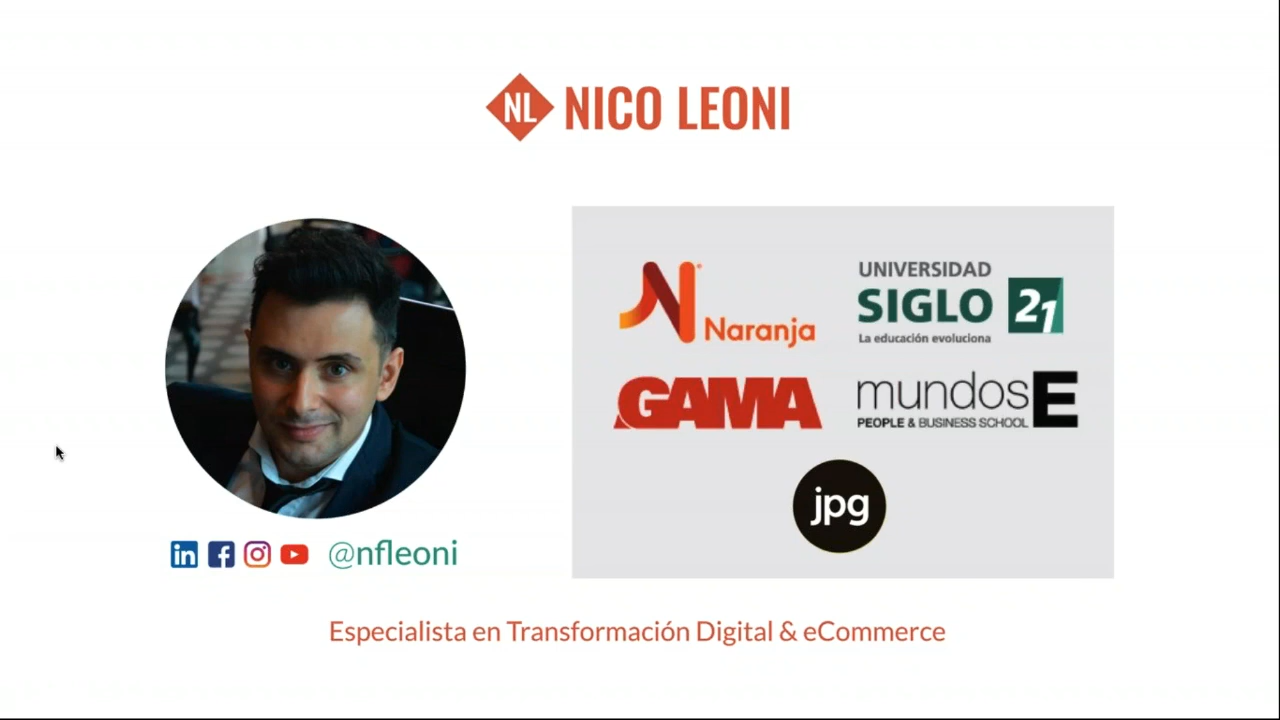 NL NICO LEONI
Naranja
UNIVERSIDAD
SIGLO 21
La educación evoluciona
GAMA
mundosE
PEOPLE & BUSINESS SCHOOL
jpg
in f @nfleoni
Especialista en Transformación Digital & eCommerce